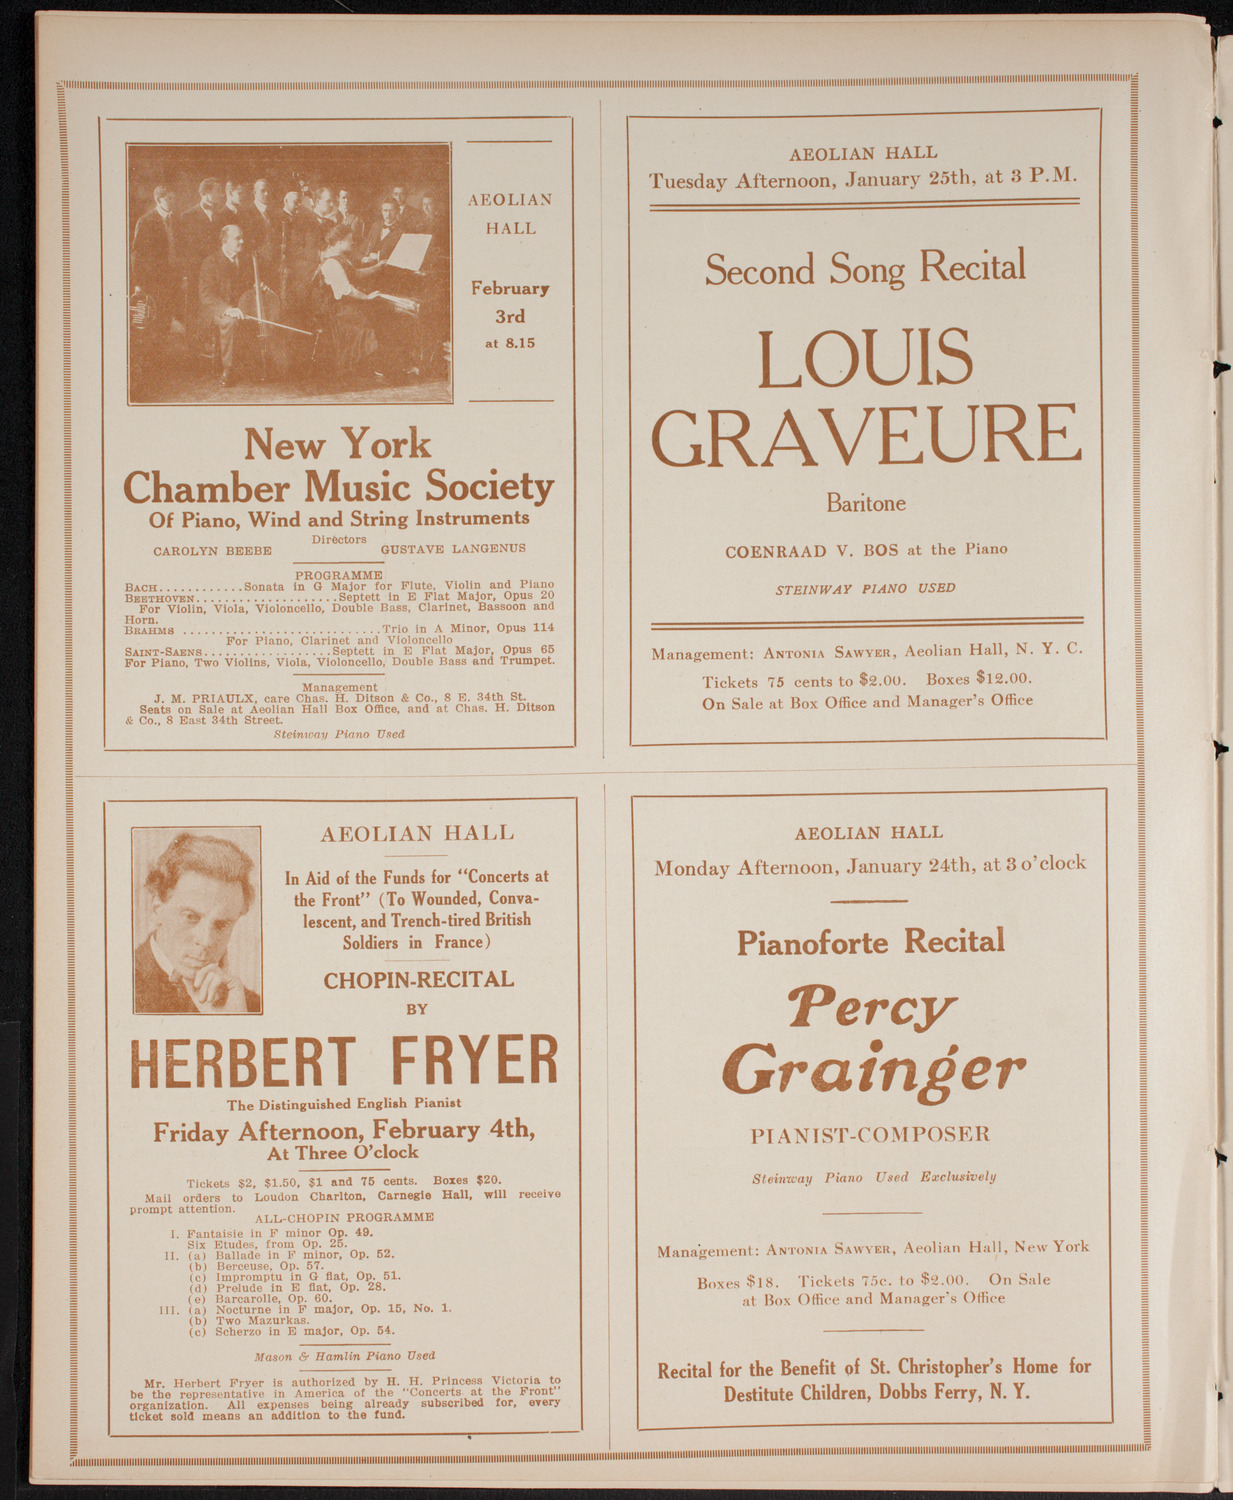 AEOLIAN
HALL
February
3rd
at 8.15
New York
Chamber Music Society
Of Piano, Wind and String Instruments
Directors
CAROLYN BEEBE GUSTAVE LANGENUS
PROGRAMME
BACH............Sonata in G Major for Flute, Violin and Piano
BEETHOVEN....................Septett in E Flat Major, Opus 20
For Violin, Viola, Violoncello, Double Bass, Clarinet, Bassoon and
Horn.
BRAHMS ............................Trio in A Minor, Opus 114
For Piano, Clarinet and Violoncello
SAINT-SAENS..................Septett in E Flat Major, Opus 65
For Piano, Two Violins, Viola, Violoncello, Double Bass and Trumpet.
Management
J. M. PRIAULX, care Chas. H. Ditson & Co., 8 E. 34th St.
Seats on Sale at Aeolian Hall Box Office, and at Chas. H. Ditson
& Co., 8 East 34th Street.
Steinway Piano Used
AEOLIAN HALL
Tuesday Afternoon, January 25th, at 3 P.M.
Second Song Recital
LOUIS
GRAVEURE
Baritone
COENRAAD V. BOS at the Piano
STEINWAY PIANO USED
Management: ANTONIA SAWYER, Aeolian Hall, N. Y. C.
Tickets 75 cents to $2.00. Boxes $12.00.
On Sale at Box Office and Manager's Office
AEOLIAN HALL
In Aid of the Funds for "Concerts at
the Front" (To Wounded, Conva-
lescent, and Trench-tired British
Soldiers in France)
CHOPIN-RECITAL
BY
HERBERT FRYER
The Distinguished English Pianist
Friday Afternoon, February 4th,
At Three O'clock
Tickets $2, $1.50, $1 and 75 cents. Boxes $20.
Mail orders to Loudon Charlton, Carnegie Hall, will receive
prompt attention.
ALL-CHOPIN PROGRAMME
I. Fantaisie in F minor Op. 49.
Six Etudes, from Op. 25.
II. (a) Ballade in F minor, Op. 52.
(b) Berceuse, Op. 57.
(c) Impromptu in G flat, Op. 51.
(d) Prelude in E flat, Op. 28.
(e) Barcarolle, Op. 60.
III. (a) Nocturne in F major, Op. 15, No. 1.
(b) Two Mazurkas.
(c) Scherzo in E major, Op. 54.
Mason & Hamlin Piano Used
Mr. Herbert Fryer is authorized by H. H. Princess Victoria to
be the representative in America of the "Concerts at the Front"
organization. All expenses being already subscribed for, every
ticket sold means an addition to the fund.
AEOLIAN HALL
Monday Afternoon, January 24th, at 3 o'clock
Pianoforte Recital
Percy
Grainger
PIANIST-COMPOSER
Steinway Piano Used Exclusively
Management: ANTONIA SAWYER, Aeolian Hall, New York
Boxes $18. Tickets 75c. to $2.00. On Sale
at Box Office and Manager's Office
Recital for the Benefit of St. Christopher's Home for
Destitute Children, Dobbs Ferry, N. Y.